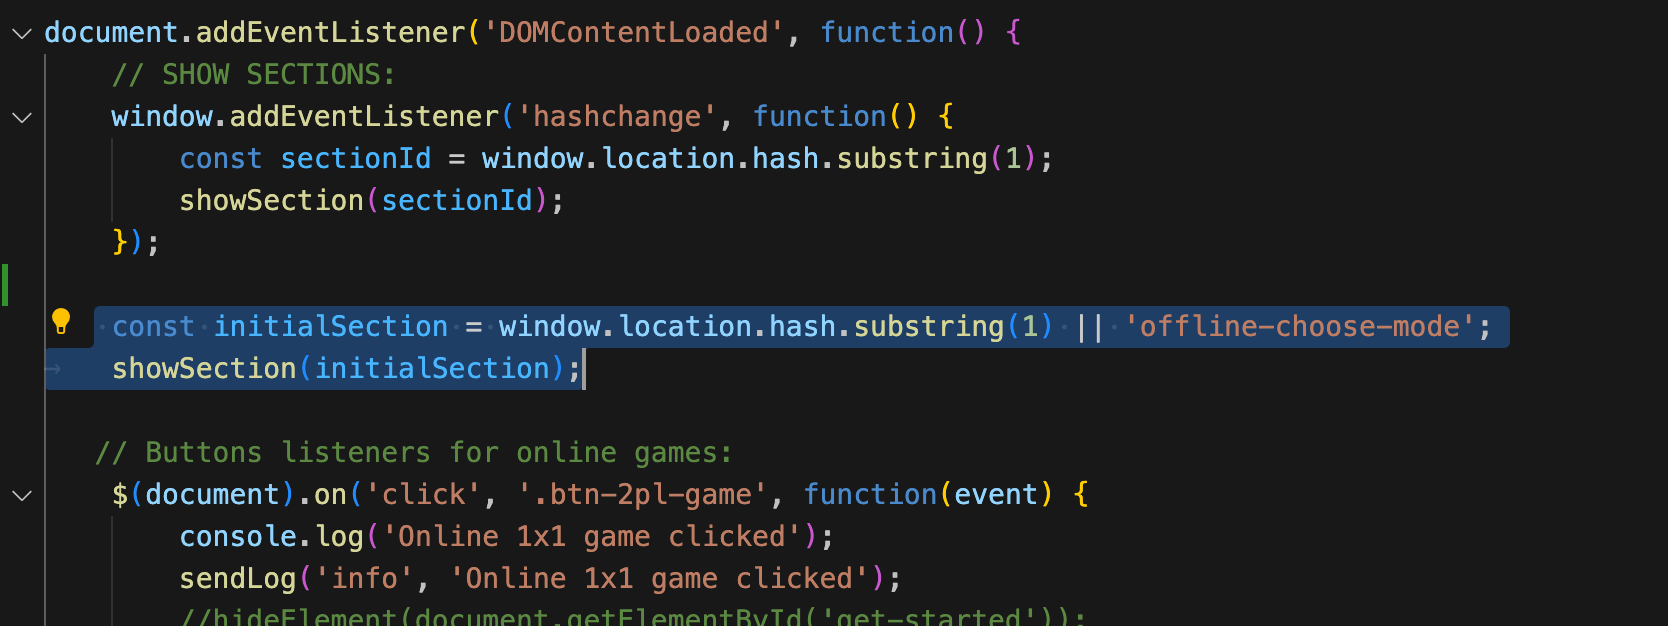 document.addEventListener('DOMContentLoaded', function() {
    // SHOW SECTIONS:
    window.addEventListener('hashchange', function() {
        const sectionId = window.location.hash.substring(1);
        showSection(sectionId);
    });
    const initialSection = window.location.hash.substring(1) || 'offline-choose-mode';
    showSection(initialSection);
   // Buttons listeners for online games:
    $(document).on('click', '.btn-2pl-game', function(event) {
        console.log('Online 1x1 game clicked');
        sendLog('info', 'Online 1x1 game clicked');
        //hideElement(document.getElementById('get-started'));